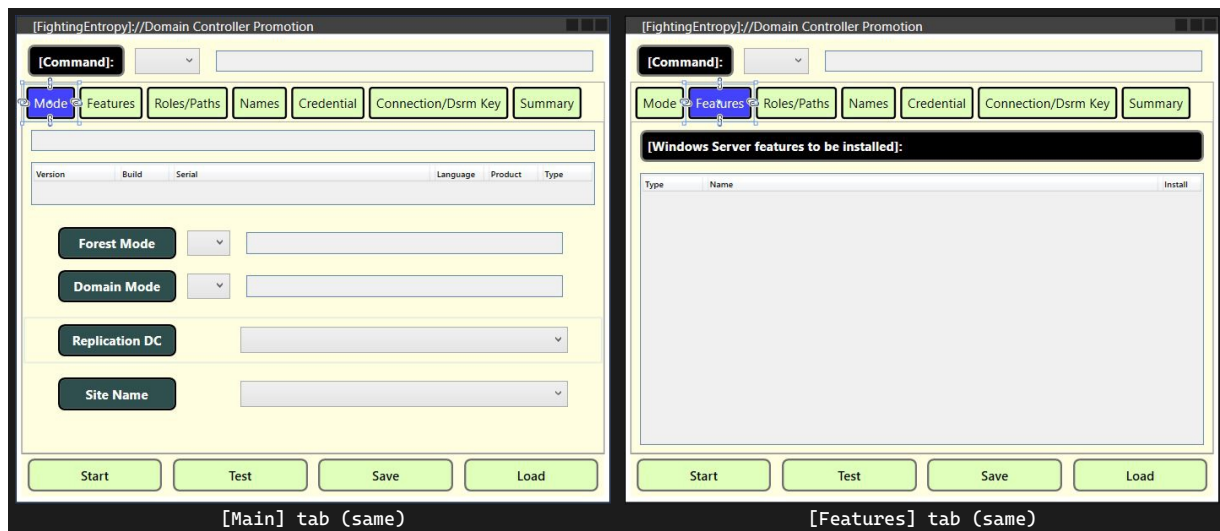 [FightingEntropy]://Domain Controller Promotion
[Command]:
Mode Features Roles/Paths Names Credential Connection/Dsrm Key Summary
Version Build Serial Language Product Type
Forest Mode
Domain Mode
Replication DC
Site Name
Start Test Save Load
[Main] tab (same)
[FightingEntropy]://Domain Controller Promotion
[Command]:
Mode Features Roles/Paths Names Credential Connection/Dsrm Key Summary
[Windows Server features to be installed]:
Type Name Install
Start Test Save Load
[Features] tab (same)